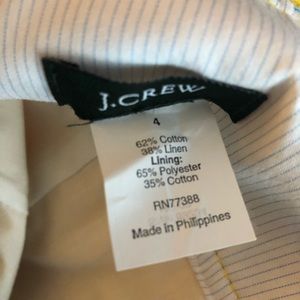 J.CREW
4
62% Cotton
38% Linen
Lining:
65% Polyester
35% Cotton
RN77388
Made in Philippines